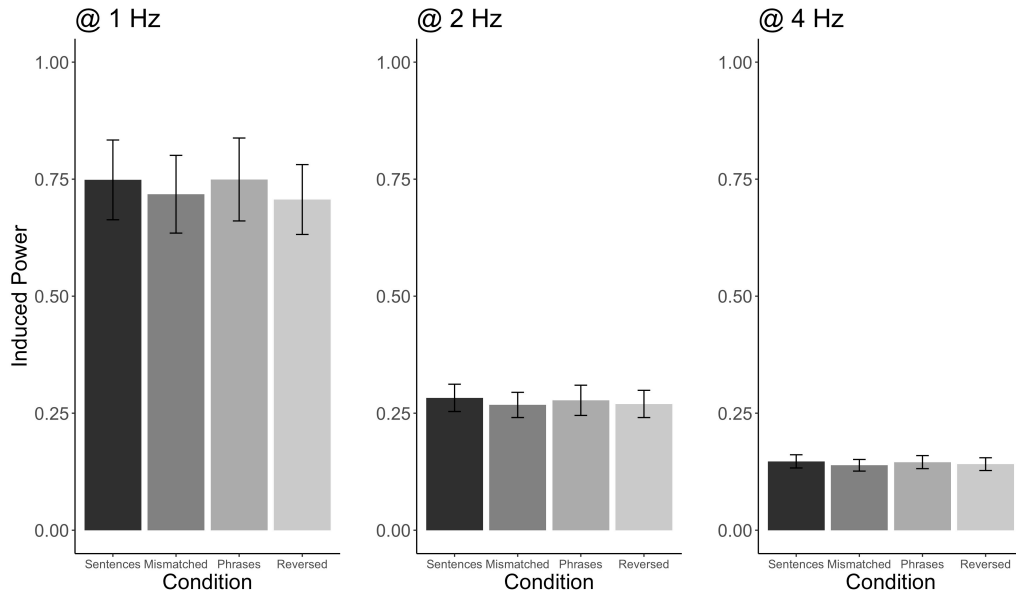 @ 1 Hz
@ 2 Hz
@ 4 Hz
Induced Power
1.00
0.75
0.50
0.25
0.00
Sentences Mismatched Phrases Reversed
Condition
1.00
0.75
0.50
0.25
0.00
Sentences Mismatched Phrases Reversed
Condition
1.00
0.75
0.50
0.25
0.00
Sentences Mismatched Phrases Reversed
Condition